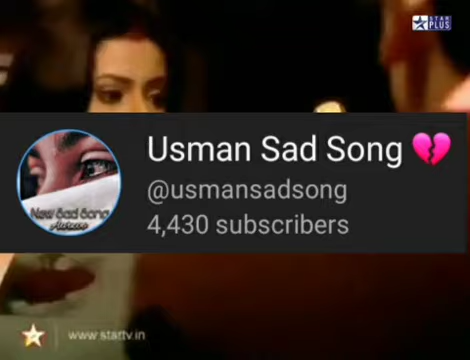 STAR
PLUS
Usman Sad Song 💔
@usmansadsong
New Sad Song
4,430 subscribers
www.startv.in